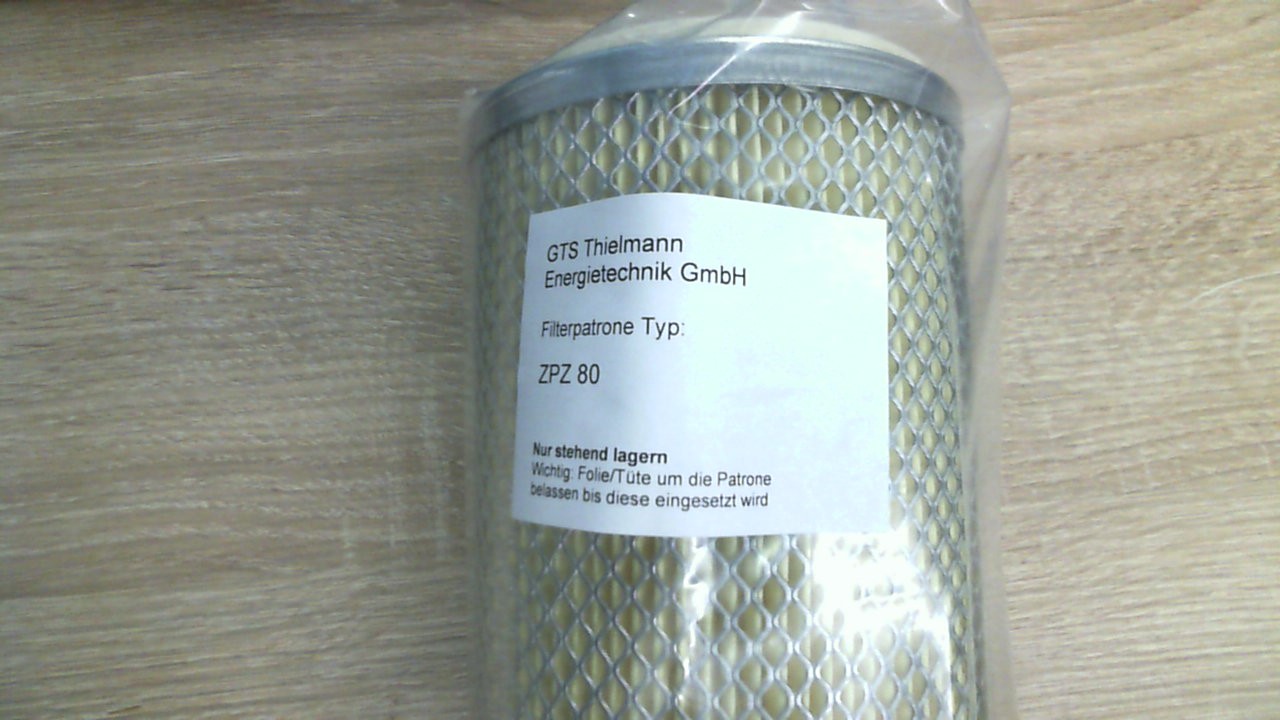 GTS Thielmann
Energietechnik GmbH
Filterpatrone Typ:
ZPZ 80
Nur stehend lagern
Wichtig: Folie/Tüte um die Patrone
belassen bis diese eingesetzt wird